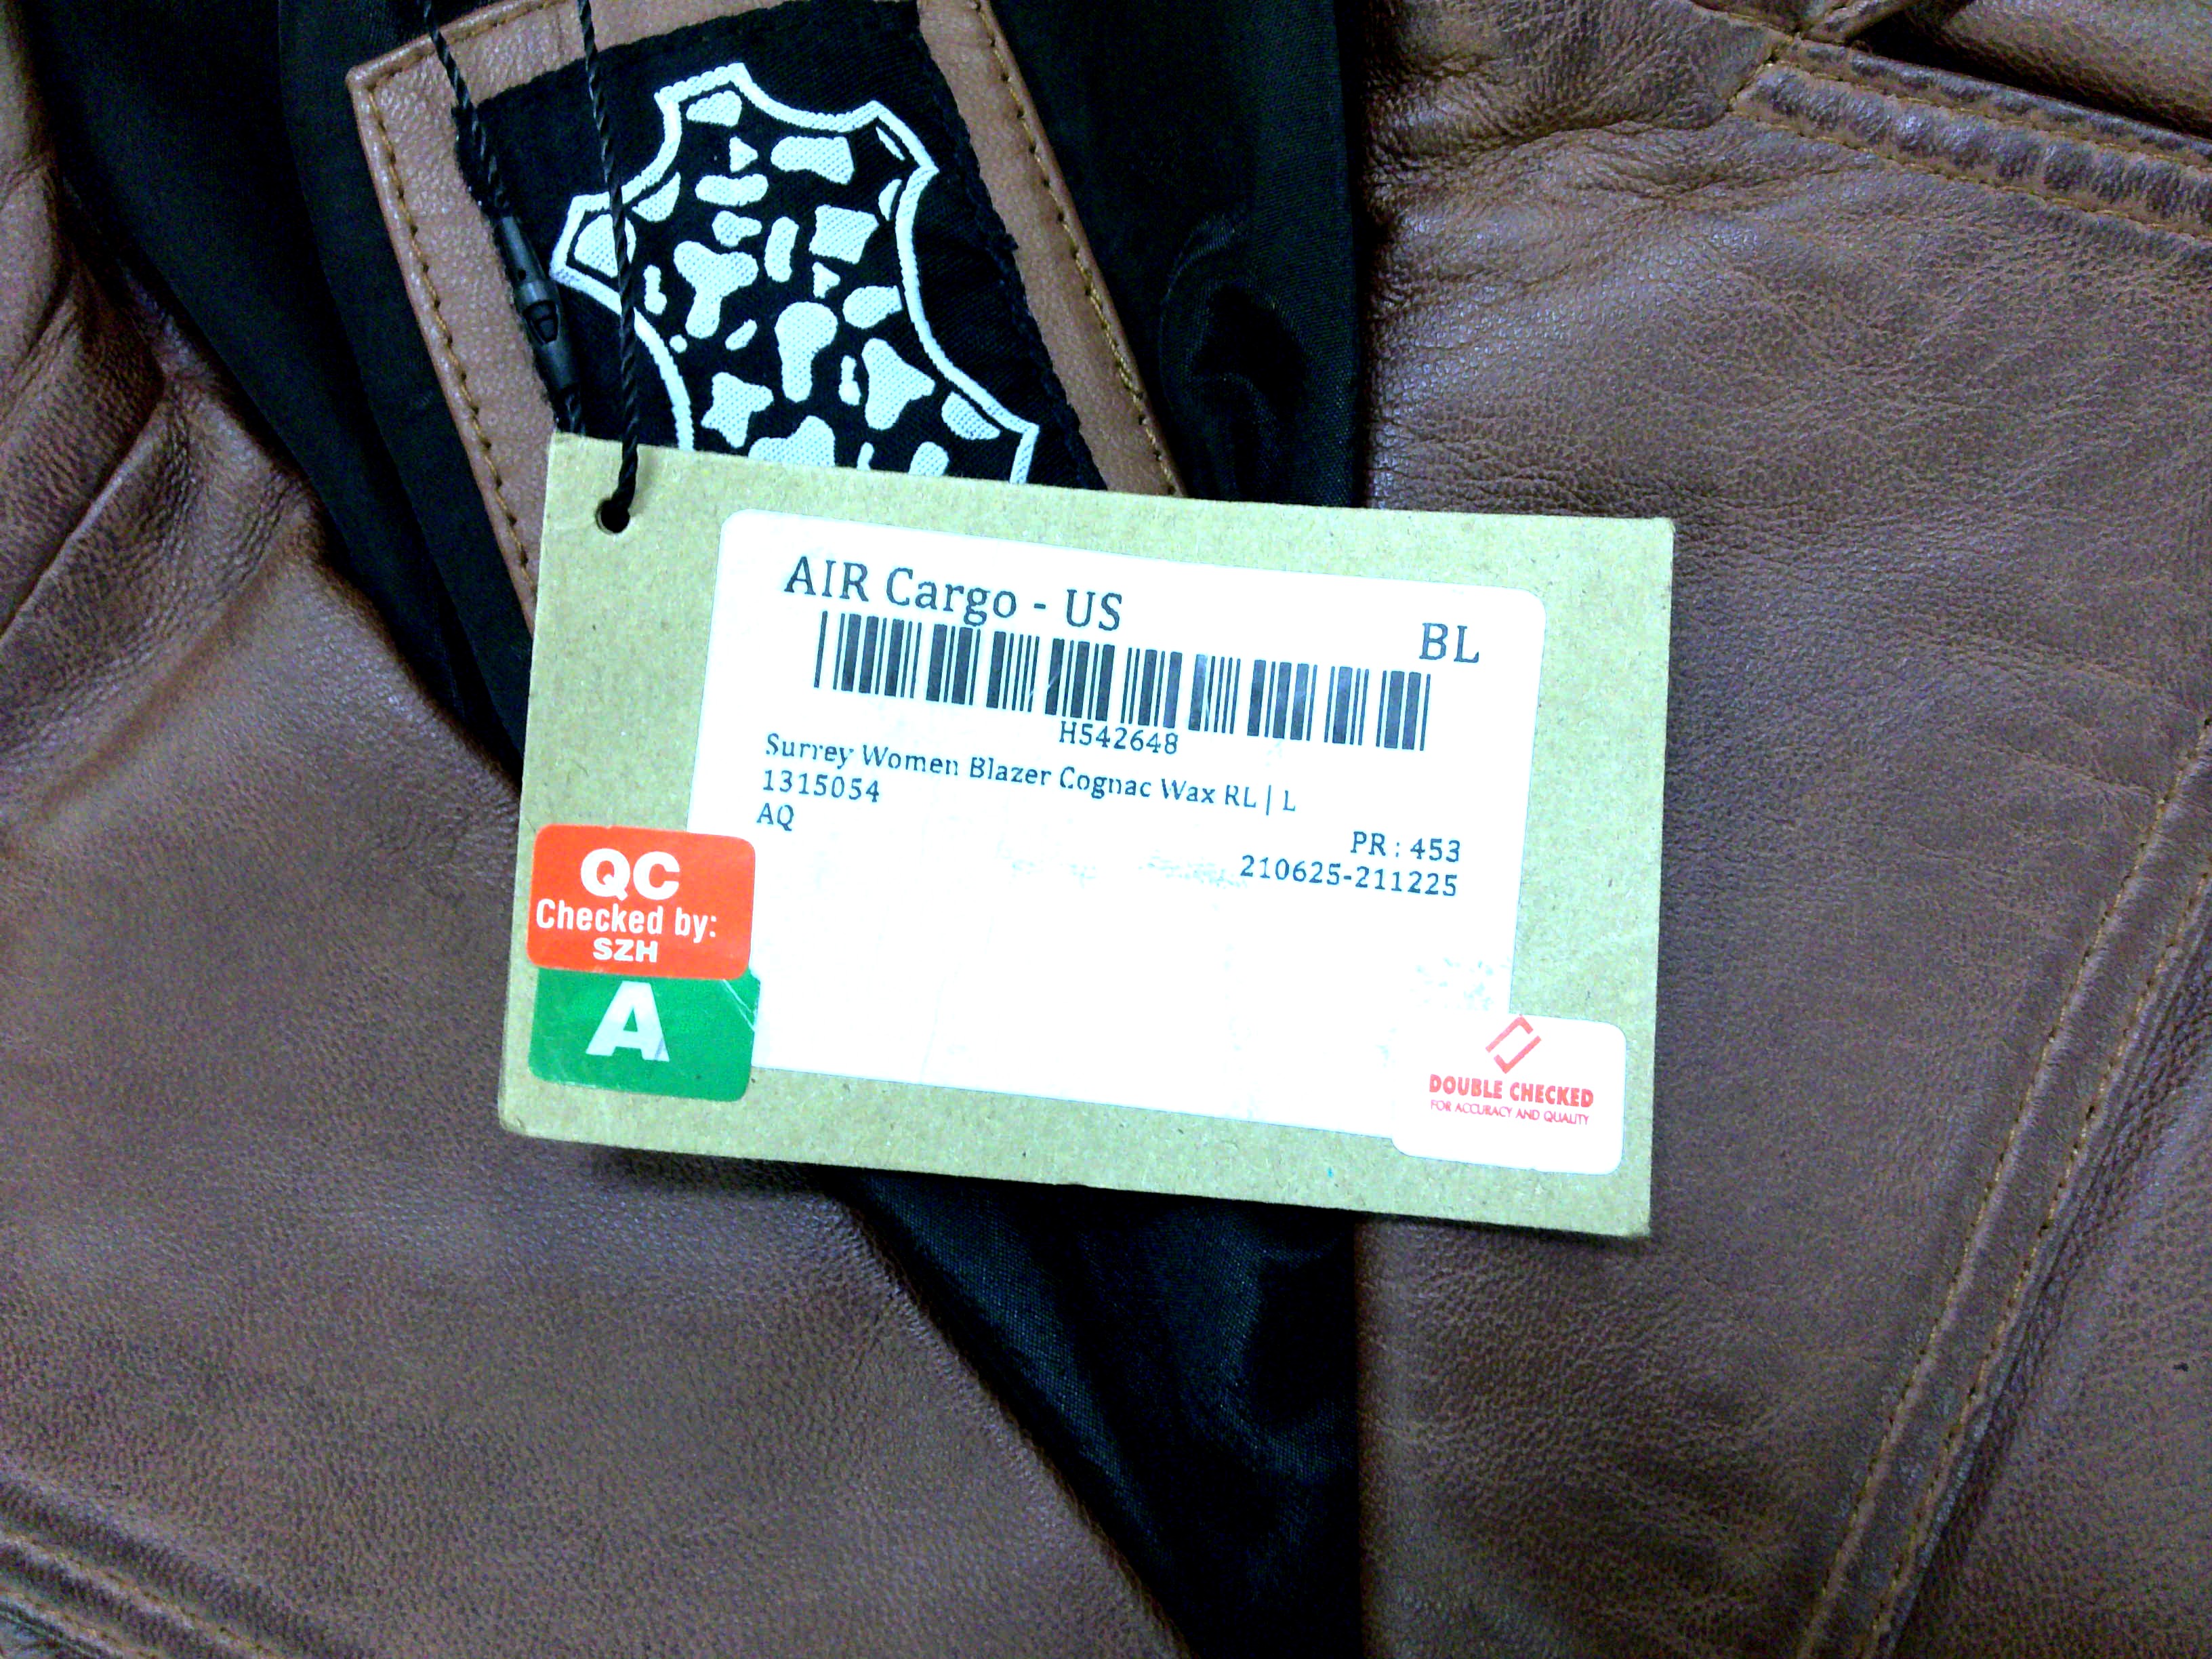 AIR Cargo - US
BL
H542648
Surrey Women Blazer Cognac Wax RL | L
1315054
AQ
PR : 453
210625-211225
QC
Checked by:
SZH
A
DOUBLE CHECKED
FOR ACCURACY AND QUALITY